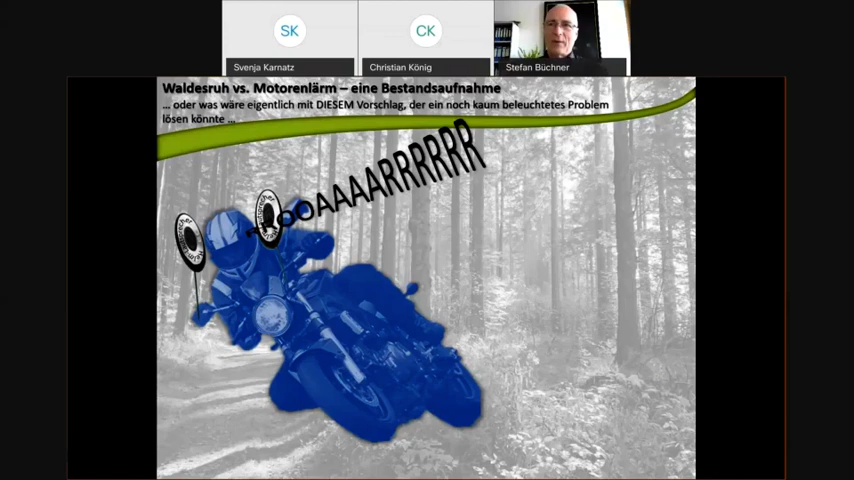 SK
CK
Svenja Karnatz
Christian König
Stefan Büchner
Waldesruh vs. Motorenlärm – eine Bestandsaufnahme
... oder was wäre eigentlich mit DIESEM Vorschlag, der ein noch kaum beleuchtetes Problem
lösen könnte ...